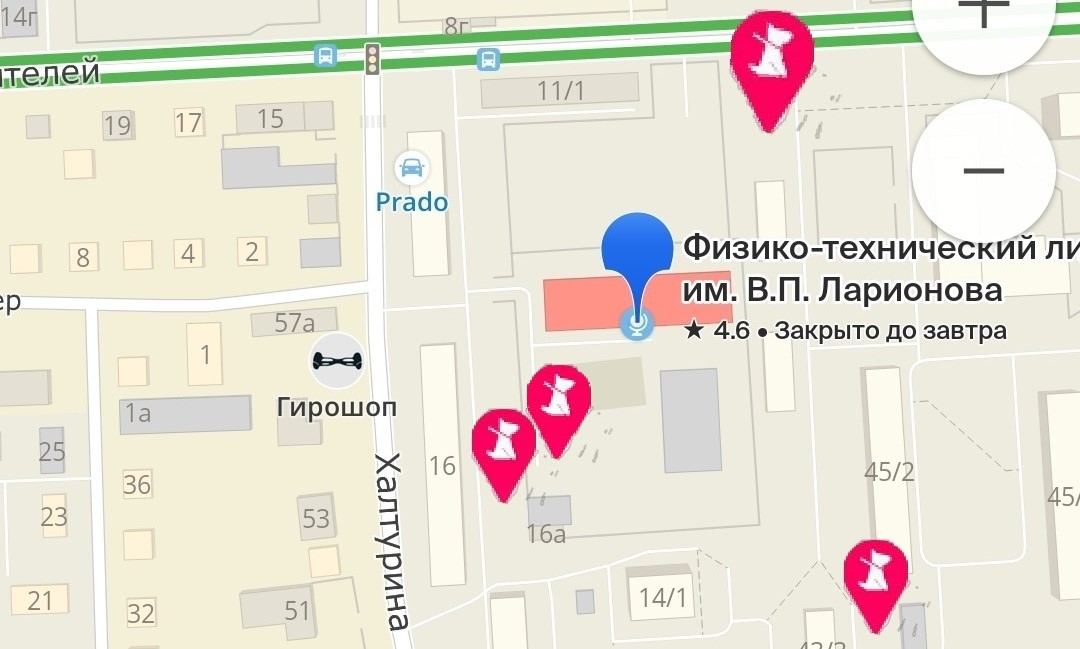 14г
8г
ителей
11/1
19
17
15
Prado
8
4
2
Физико-технический ли
им. В.П. Ларионова
★ 4.6 • Закрыто до завтра
ер
57а
1
Гирошоп
1а
25
16
45/2
45/
36
23
53
16а
Халтурина
21
32
51
14/1